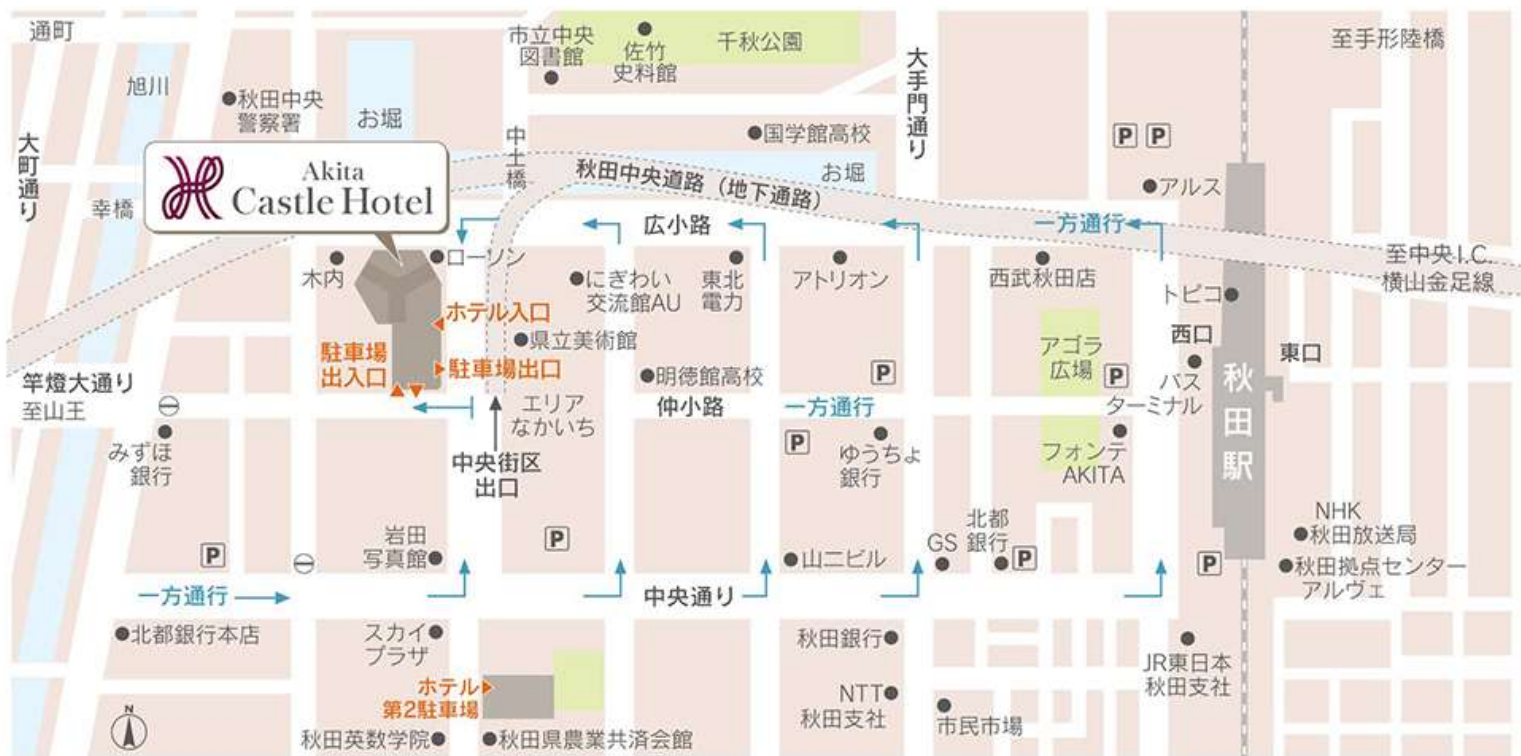 通町
市立中央
図書館
佐竹
史料館
千秋公園
至手形陸橋
旭川
秋田中央
警察署
お堀
大手門通り
大町通り
中土橋
国学館高校
P P
Akita
Castle Hotel
秋田中央道路（地下通路）
お堀
アルス
幸橋
広小路
一方通行
木内
ローソン
にぎわい
交流館AU
東北
電力
アトリオン
西武秋田店
至中央I.C.
横山金足線
トピコ
ホテル入口
県立美術館
西口
東口
駐車場
出入口
駐車場出口
アゴラ
広場
P
P
バス
ターミナル
秋田駅
竿燈大通り
至山王
明徳館高校
エリア
なかいち
仲小路
一方通行
みずほ
銀行
中央街区
出口
P
ゆうちょ
銀行
フォンテ
AKITA
P
岩田
写真館
P
山二ビル
GS
北都
銀行
P
P
NHK
秋田放送局
秋田拠点センター
アルヴェ
一方通行
中央通り
北都銀行本店
スカイ
プラザ
秋田銀行
JR東日本
秋田支社
ホテル
第2駐車場
NTT
秋田支社
市民市場
N
秋田英数学院
秋田県農業共済会館